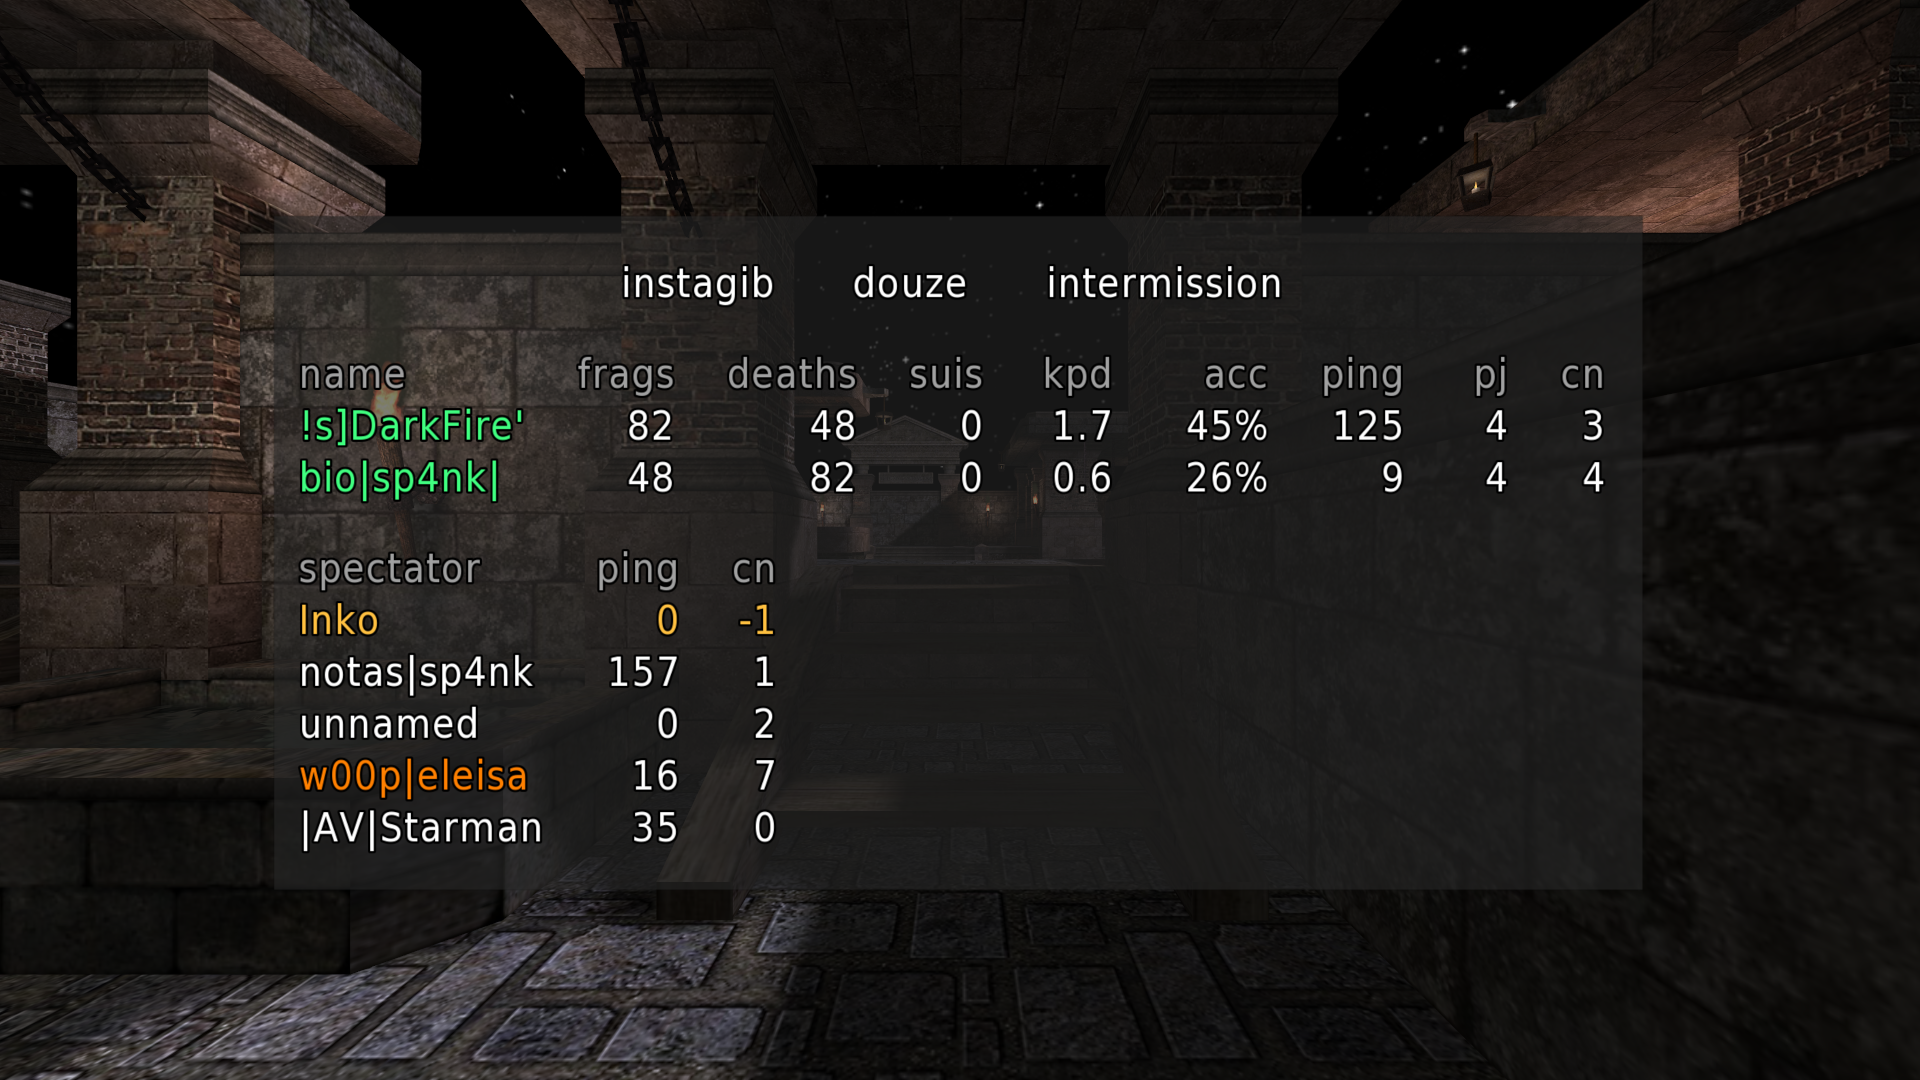 instagib douze intermission
name frags deaths suis kpd acc ping pj cn
!s]DarkFire' 82 48 0 1.7 45% 125 4 3
bio|sp4nk| 48 82 0 0.6 26% 9 4 4
spectator ping cn
Inko 0 -1
notas|sp4nk 157 1
unnamed 0 2
w00p|eleisa 16 7
|AV|Starman 35 0